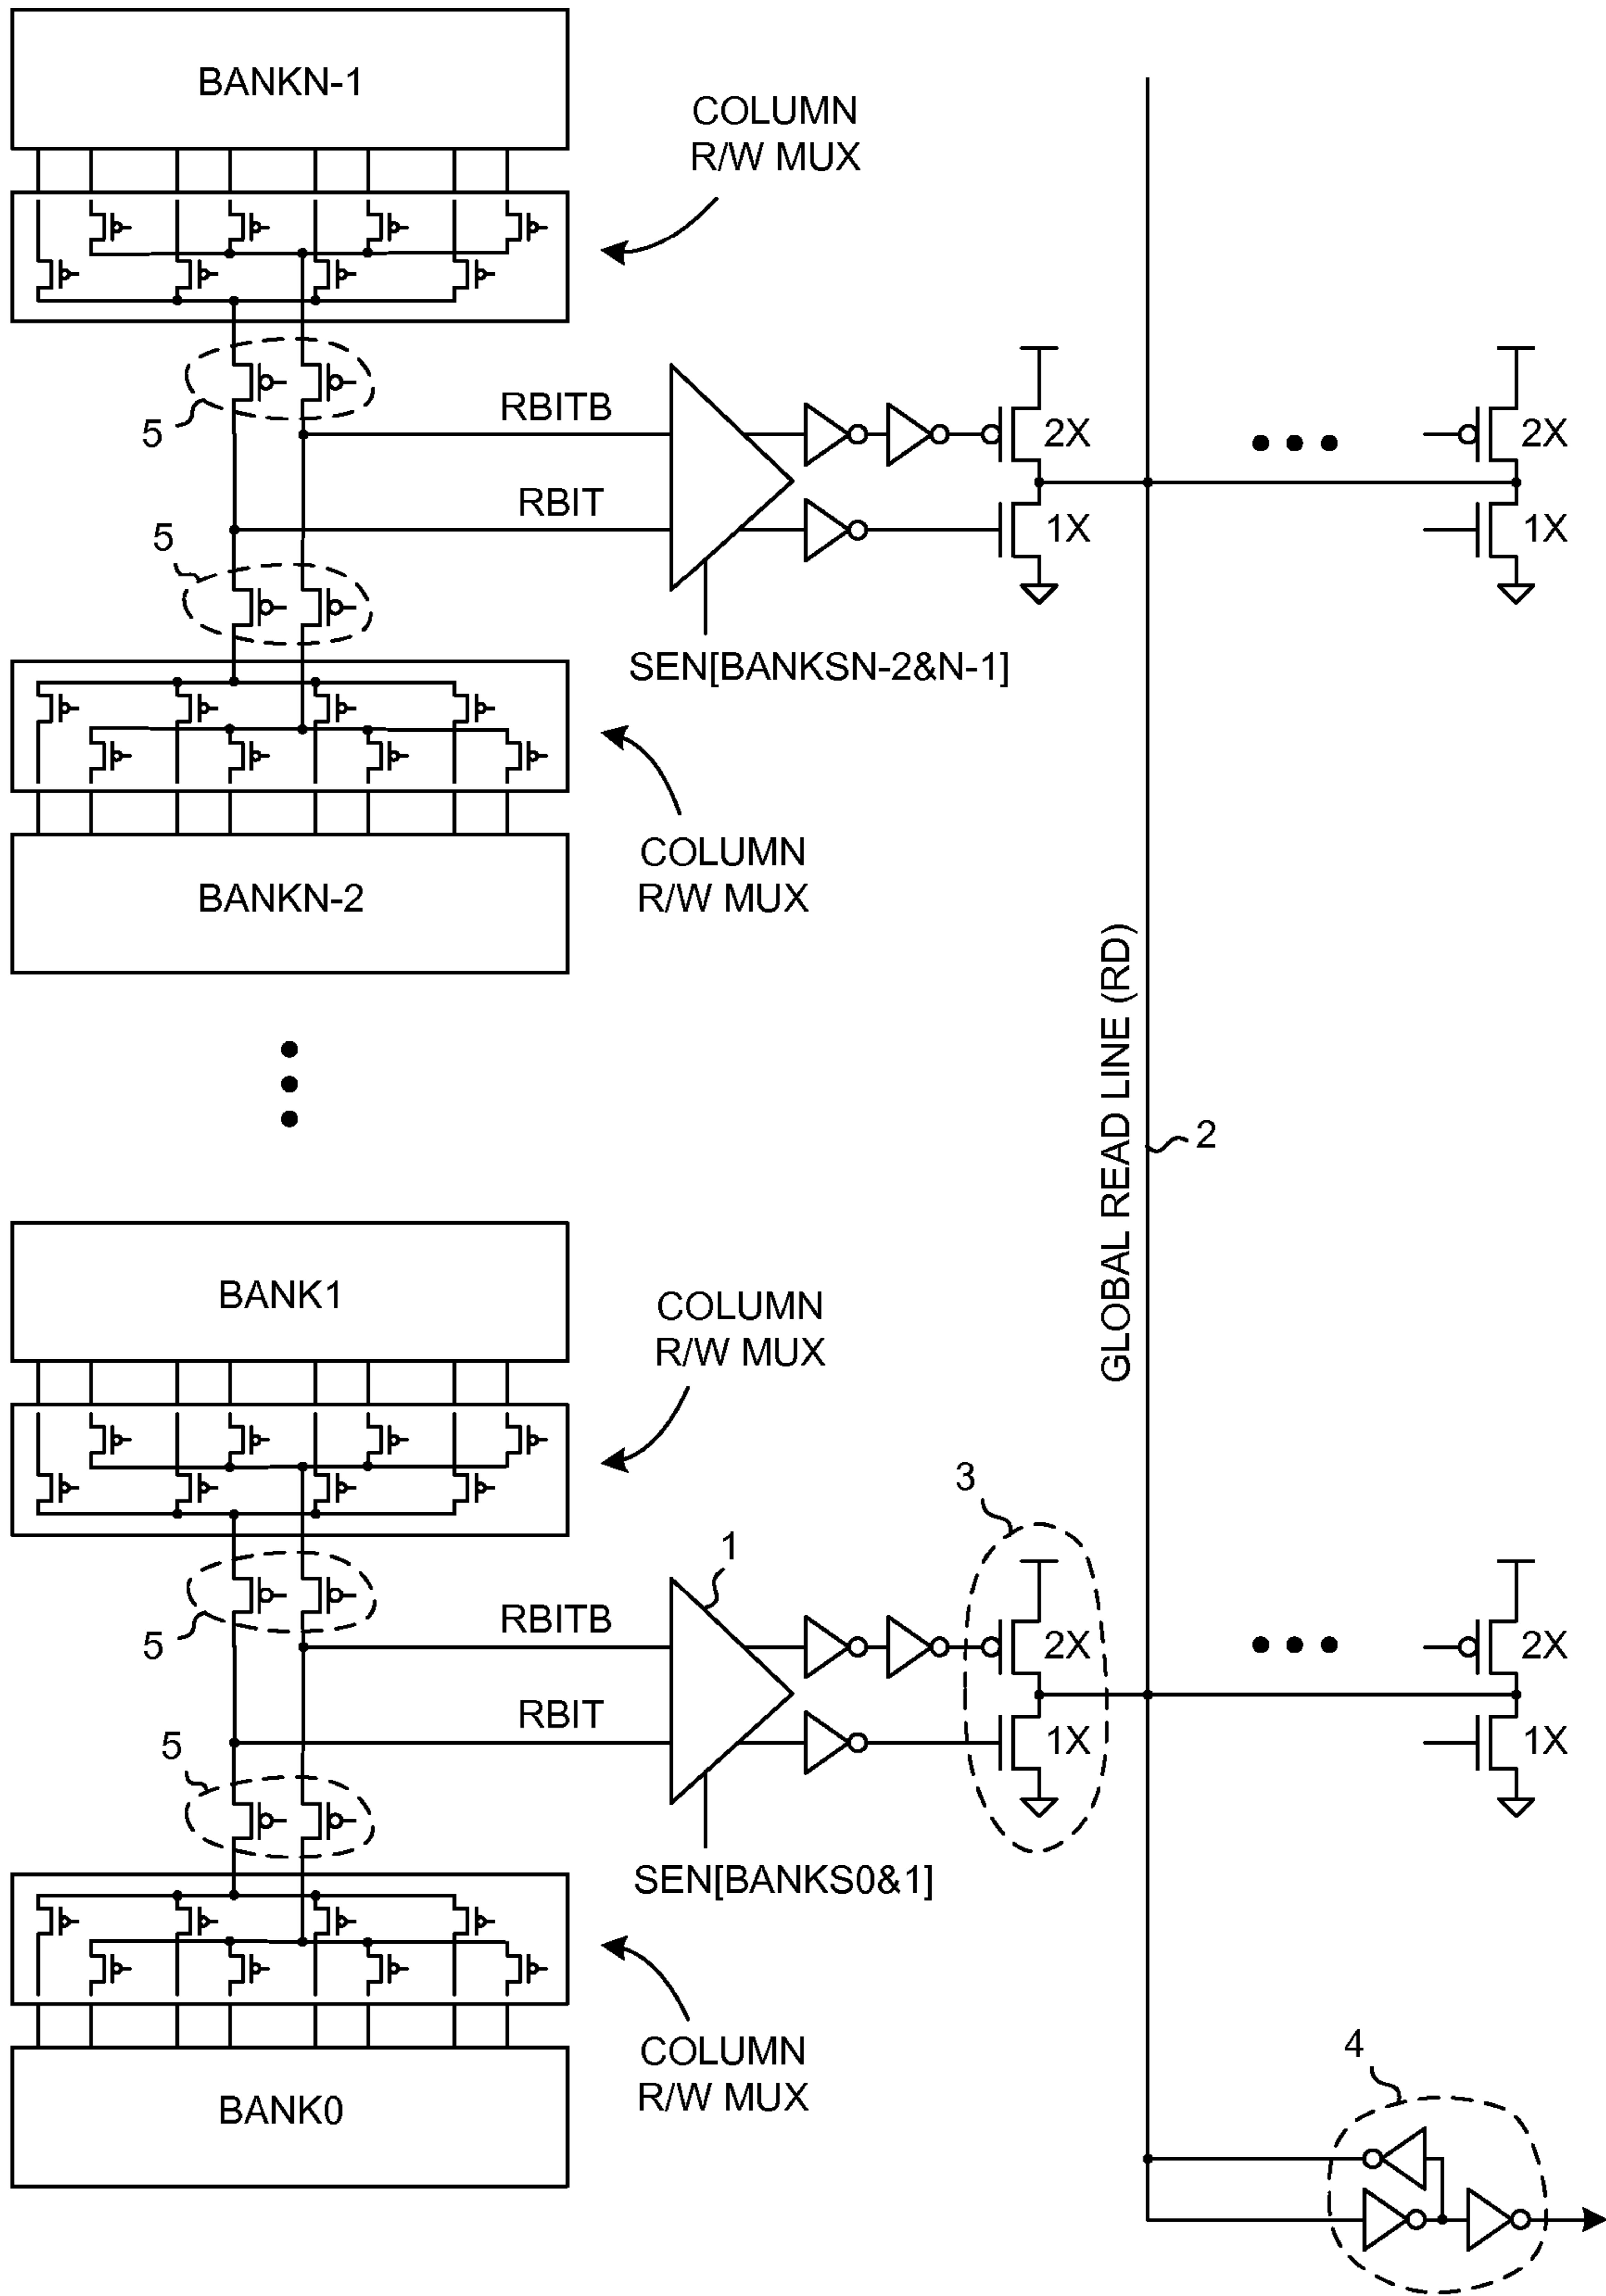 BANKN-1
COLUMN
R/W MUX
5
RBITB
2X
2X
RBIT
1X
1X
5
SEN[BANKSN-2&N-1]
COLUMN
R/W MUX
BANKN-2
GLOBAL READ LINE (RD)
2
BANK1
COLUMN
R/W MUX
3
1
5
RBITB
2X
2X
RBIT
1X
1X
5
SEN[BANKS0&1]
COLUMN
R/W MUX
BANK0
4